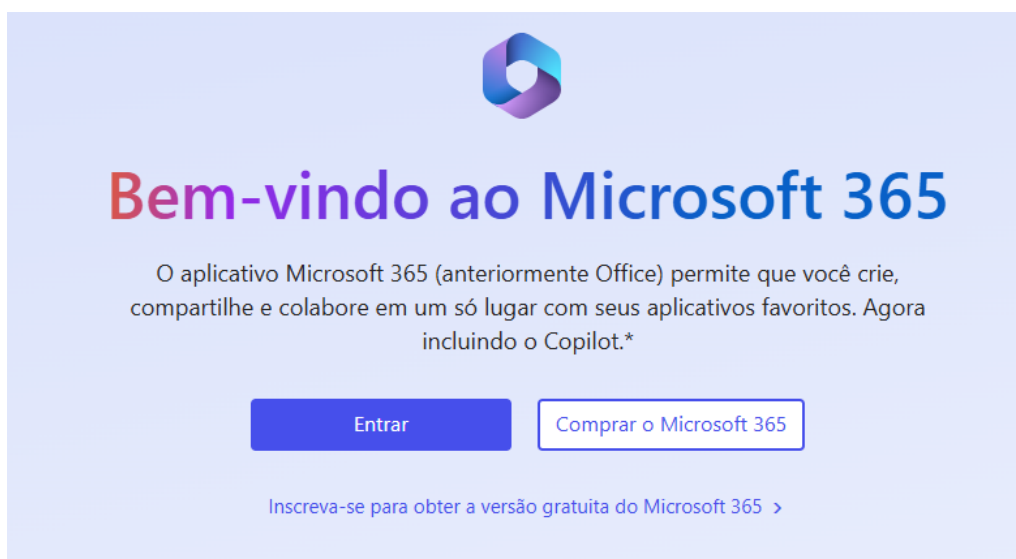 Bem-vindo ao Microsoft 365
O aplicativo Microsoft 365 (anteriormente Office) permite que você crie,
compartilhe e colabore em um só lugar com seus aplicativos favoritos. Agora
incluindo o Copilot.*
Entrar
Comprar o Microsoft 365
Inscreva-se para obter a versão gratuita do Microsoft 365 >